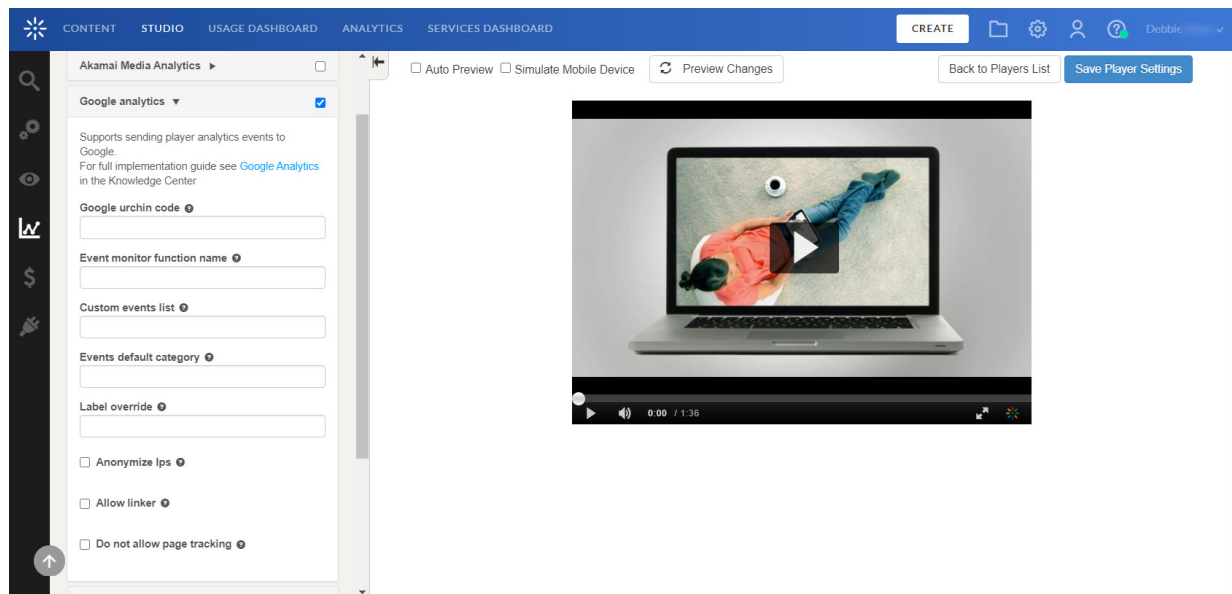 CONTENT STUDIO USAGE DASHBOARD ANALYTICS SERVICES DASHBOARD CREATE Debbie
Akamai Media Analytics
Auto Preview Simulate Mobile Device Preview Changes Back to Players List Save Player Settings
Google analytics
Supports sending player analytics events to
Google.
For full implementation guide see Google Analytics
in the Knowledge Center
Google urchin code
Event monitor function name
Custom events list
Events default category
Label override
Anonymize Ips
Allow linker
Do not allow page tracking
0:00 / 1:36